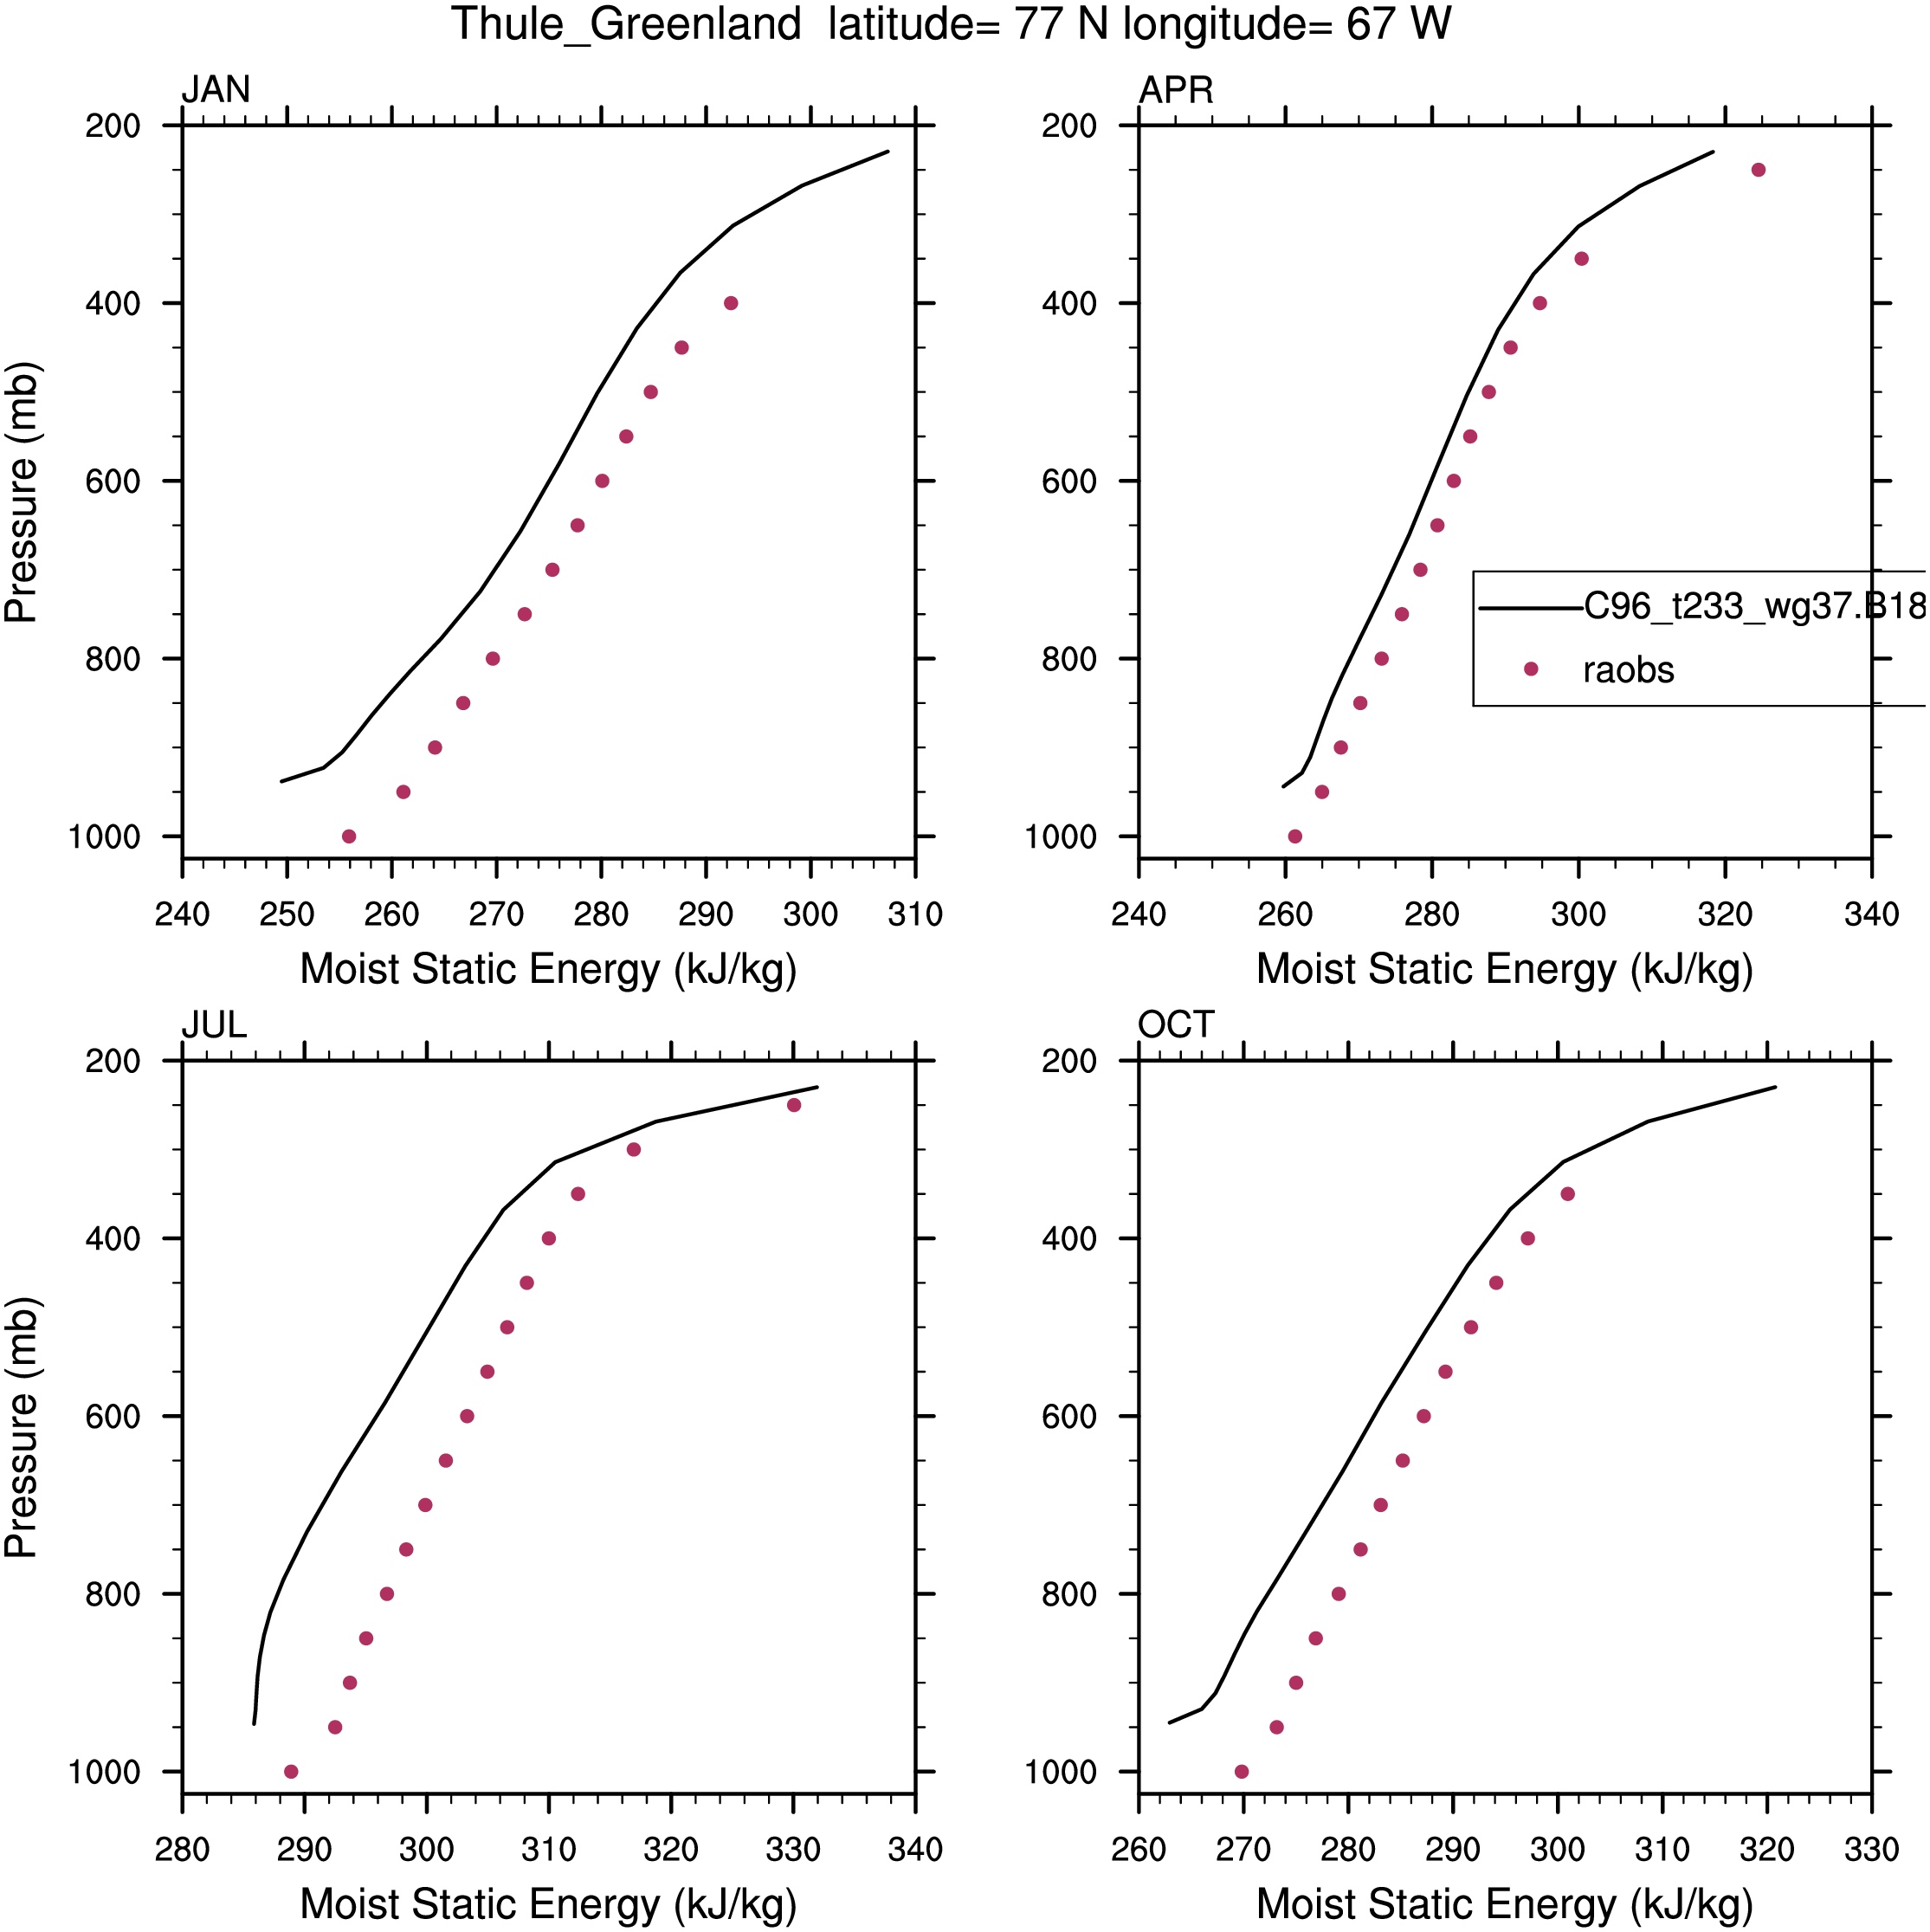 Thule_Greenland latitude= 77 N longitude= 67 W
JAN
200
400
600
800
1000
Pressure (mb)
240 250 260 270 280 290 300 310
Moist Static Energy (kJ/kg)
APR
200
400
600
800
1000
C96_t233_wg37.B18
raobs
240 260 280 300 320 340
Moist Static Energy (kJ/kg)
JUL
200
400
600
800
1000
Pressure (mb)
280 290 300 310 320 330 340
Moist Static Energy (kJ/kg)
OCT
200
400
600
800
1000
260 270 280 290 300 310 320 330
Moist Static Energy (kJ/kg)